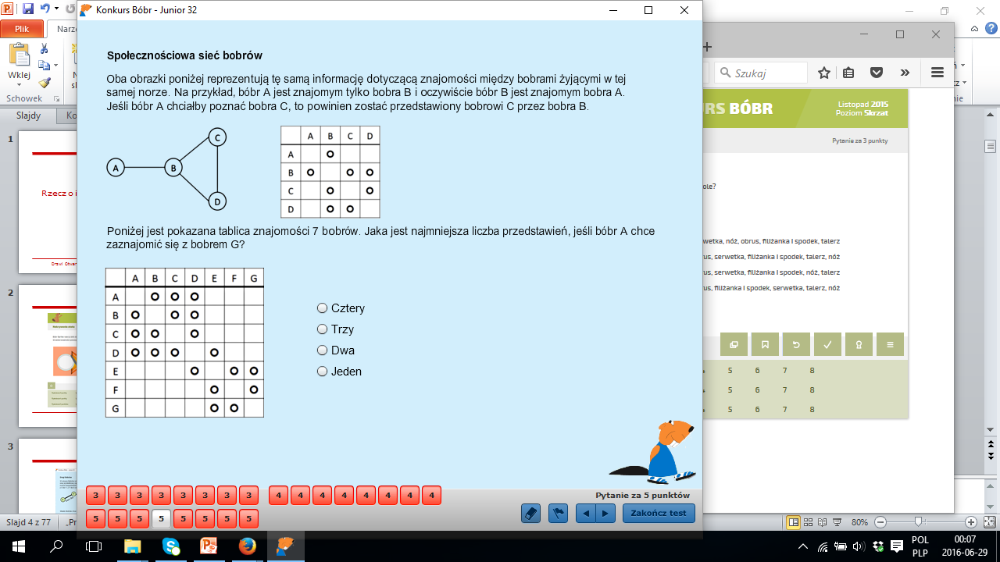 Konkurs Bóbr - Junior 32
Plik
Narzę
Wklej
Schowek
Slajdy
Społecznościowa sieć bobrów
Oba obrazki poniżej reprezentują tę samą informację dotyczącą znajomości między bobrami żyjącymi w tej
samej norze. Na przykład, bóbr A jest znajomym tylko bobra B i oczywiście bóbr B jest znajomym bobra A.
Jeśli bóbr A chciałby poznać bobra C, to powinien zostać przedstawiony bobrowi C przez bobra B.
A B C D
A B C D
A
B
C
D
Poniżej jest pokazana tablica znajomości 7 bobrów. Jaka jest najmniejsza liczba przedstawień, jeśli bóbr A chce
zaznajomić się z bobrem G?
A B C D E F G
A
B
C
D
E
F
G
Cztery
Trzy
Dwa
Jeden
3 3 3 3 3 3 3 3 4 4 4 4 4 4 4 4
5 5 5 5 5 5 5 5
Pytanie za 5 punktów
Zakończ test
1
Rzecz o i
2
3
Szukaj
RS BÓBR
Listopad 2015
Poziom Skrzat
Pytanie za 3 punkty
ole?
wetka, nóż, obrus, filiżanka i spodek, talerz
us, serwetka, filiżanka i spodek, talerz, nóż
us, serwetka, filiżanka i spodek, nóż, talerz
us, filiżanka i spodek, serwetka, talerz, nóż
5 6 7 8
5 6 7 8
5 6 7 8
Slajd 4 z 77
80%
POL
PLP
00:07
2016-06-29